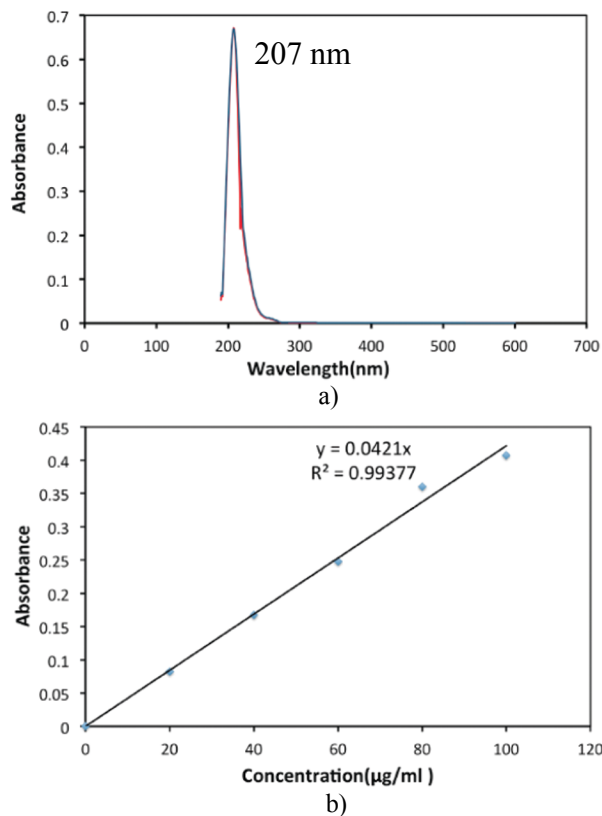 0.7
207 nm
0.6
0.5
0.4
0.3
0.2
0.1
0
Absorbance
0 100 200 300 400 500 600 700
Wavelength(nm)
a)
0.45
0.4
0.35
0.3
0.25
0.2
0.15
0.1
0.05
0
y = 0.0421x
R² = 0.99377
Absorbance
0 20 40 60 80 100 120
Concentration(µg/ml )
b)